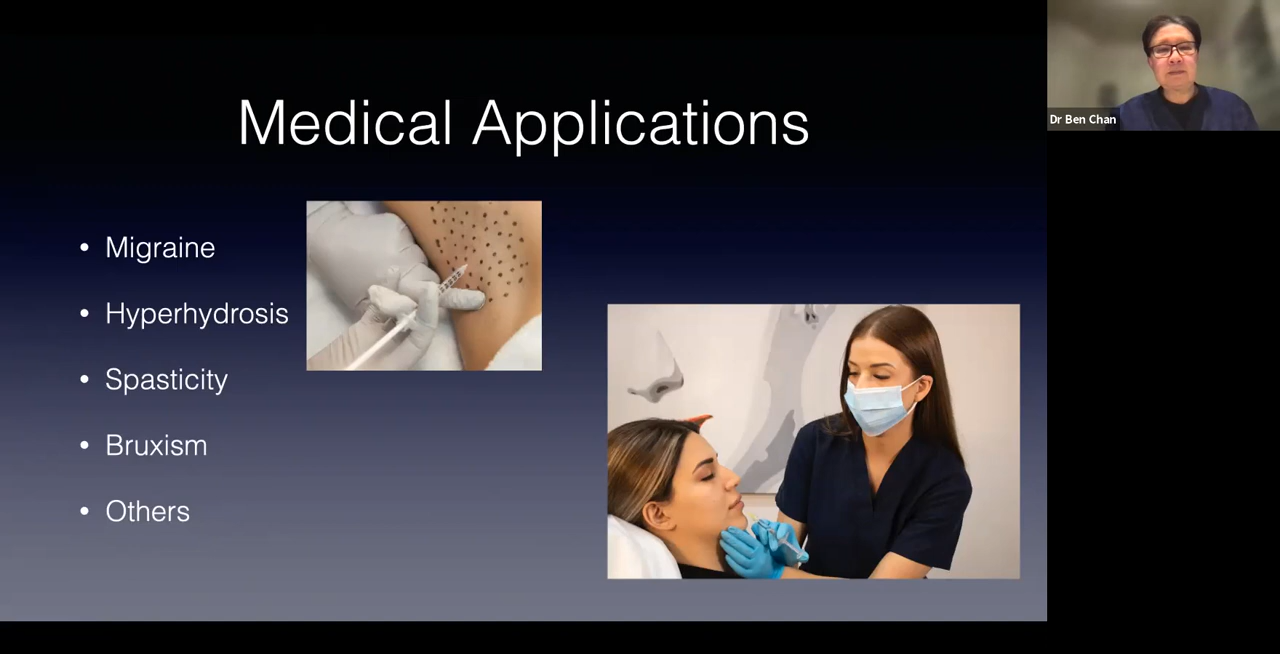 Medical Applications
• Migraine
• Hyperhydrosis
• Spasticity
• Bruxism
• Others
Dr Ben Chan